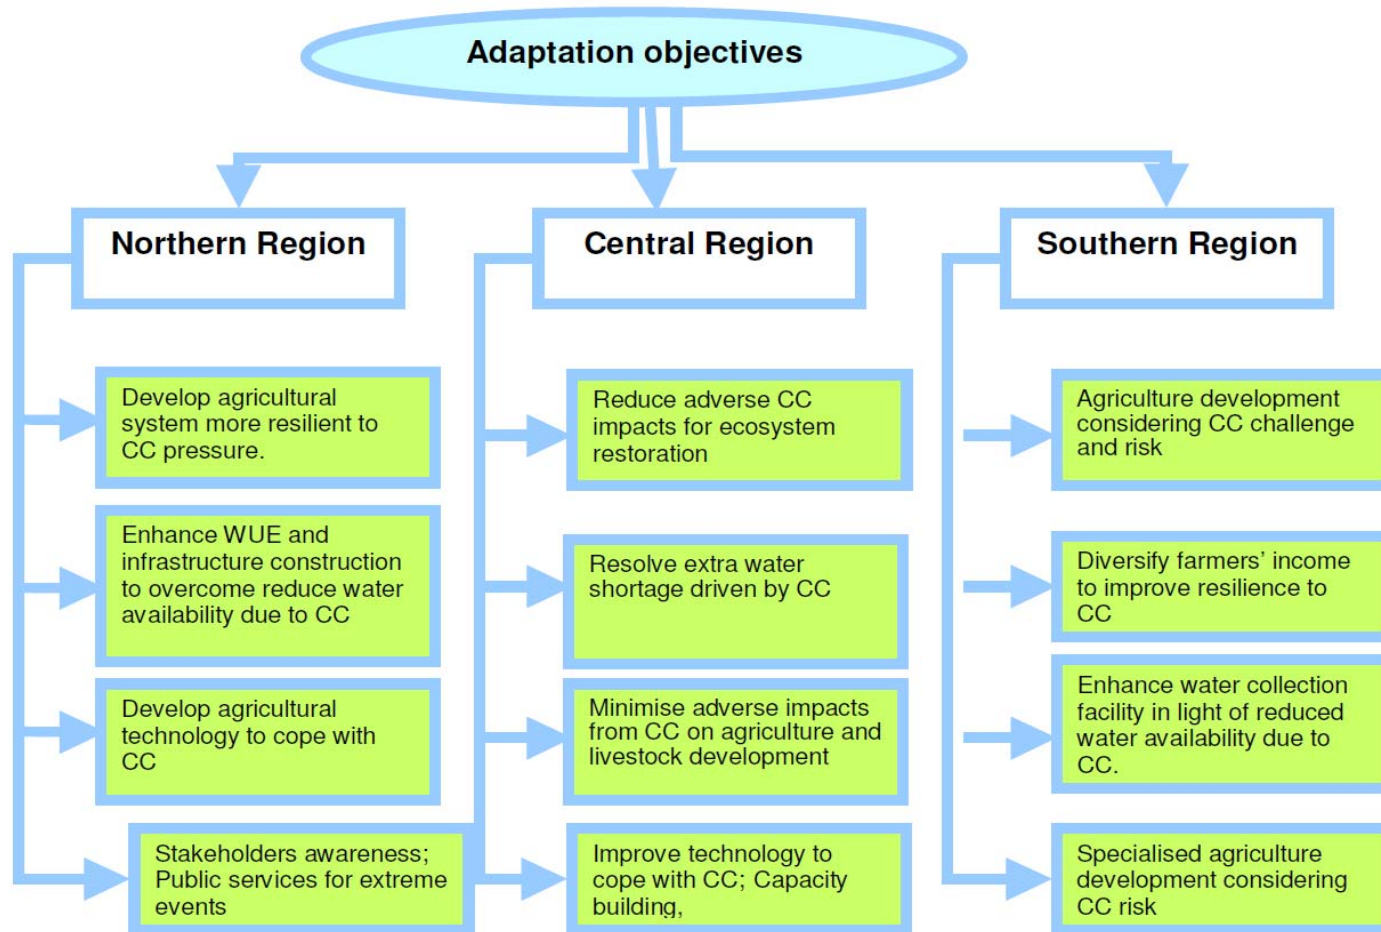 Adaptation objectives
Northern Region
Develop agricultural
system more resilient to
CC pressure.
Enhance WUE and
infrastructure construction
to overcome reduce water
availability due to CC
Develop agricultural
technology to cope with
CC
Stakeholders awareness;
Public services for extreme
events
Central Region
Reduce adverse CC
impacts for ecosystem
restoration
Resolve extra water
shortage driven by CC
Minimise adverse impacts
from CC on agriculture and
livestock development
Improve technology to
cope with CC; Capacity
building,
Southern Region
Agriculture development
considering CC challenge
and risk
Diversify farmers’ income
to improve resilience to
CC
Enhance water collection
facility in light of reduced
water availability due to
CC.
Specialised agriculture
development considering
CC risk